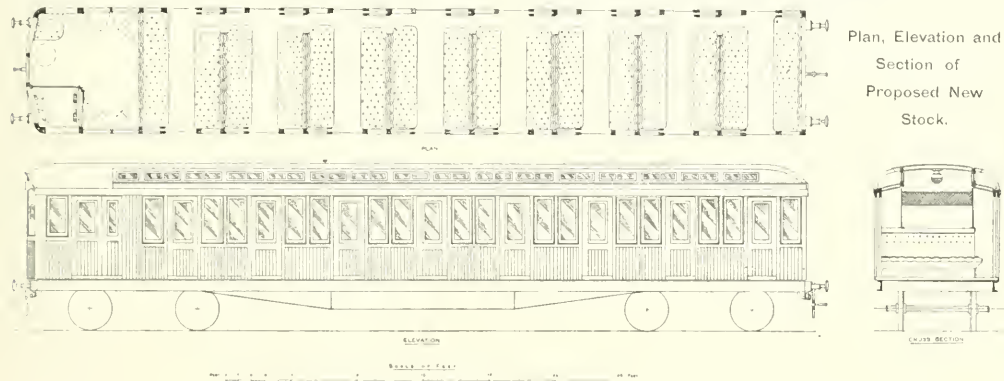 Plan, Elevation and
Section of
Proposed New
Stock.
PLAN
ELEVATION
CROSS SECTION
SCALE OF FEET